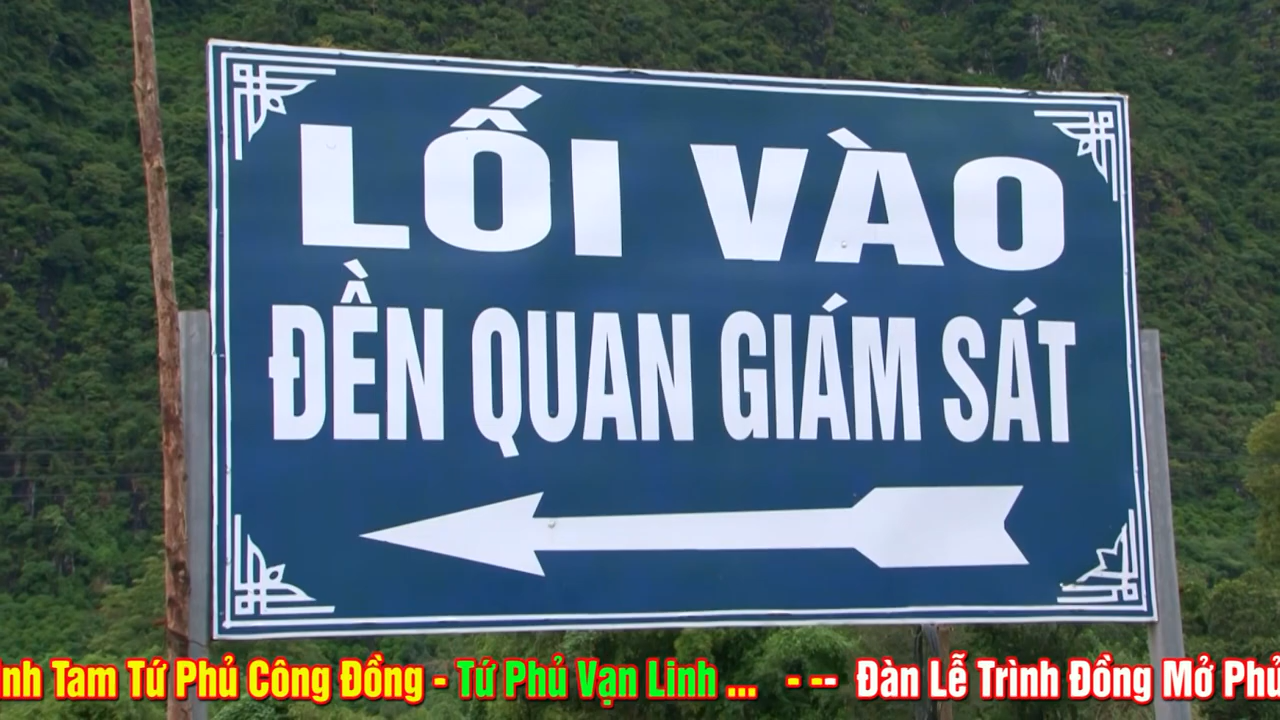 LỐI VÀO
ĐỀN QUAN GIÁM SÁT
Tam Tứ Phủ Công Đồng - Tứ Phủ Vạn Linh ... - -- Đàn Lễ Trình Đồng Mở Phủ